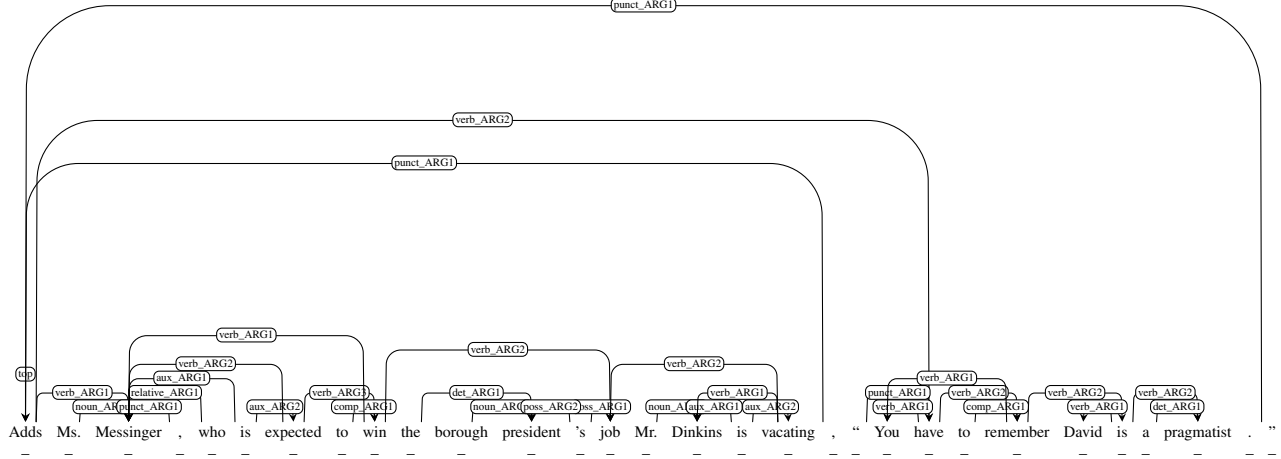 punct_ARG1
verb_ARG2
punct_ARG1
verb_ARG1
verb_ARG2
verb_ARG2 verb_ARG2
top aux_ARG1 verb_ARG1
verb_ARG1 relative_ARG1 verb_ARG3 det_ARG1 verb_ARG1 punct_ARG1 verb_ARG2 verb_ARG2 verb_ARG2
punct_ARG1 aux_ARG2 comp_ARG1 poss_ARG2 aux_ARG1 aux_ARG2 verb_ARG1 comp_ARG1 verb_ARG1 det_ARG1
Adds Ms. Messinger , who is expected to win the borough president 's job Mr. Dinkins is vacating , “ You have to remember David is a pragmatist . ”
_ _ _ _ _ _ _ _ _ _ _ _ _ _ _ _ _ _ _ _ _ _ _ _ _ _ _ _ _ _